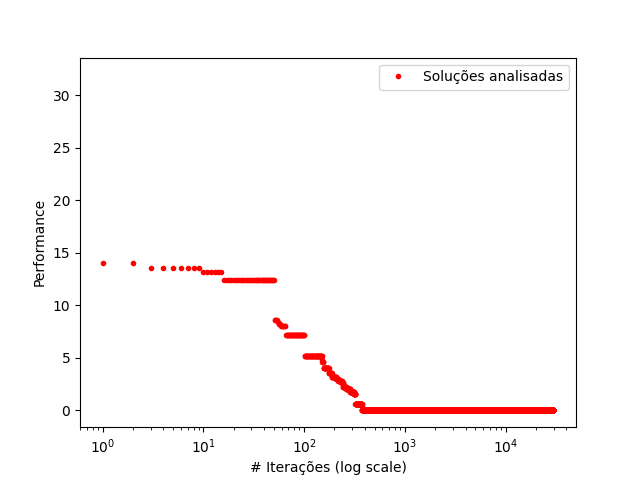 Soluções analisadas
Performance
30
25
20
15
10
5
0
10⁰ 10¹ 10² 10³ 10⁴
# Iterações (log scale)